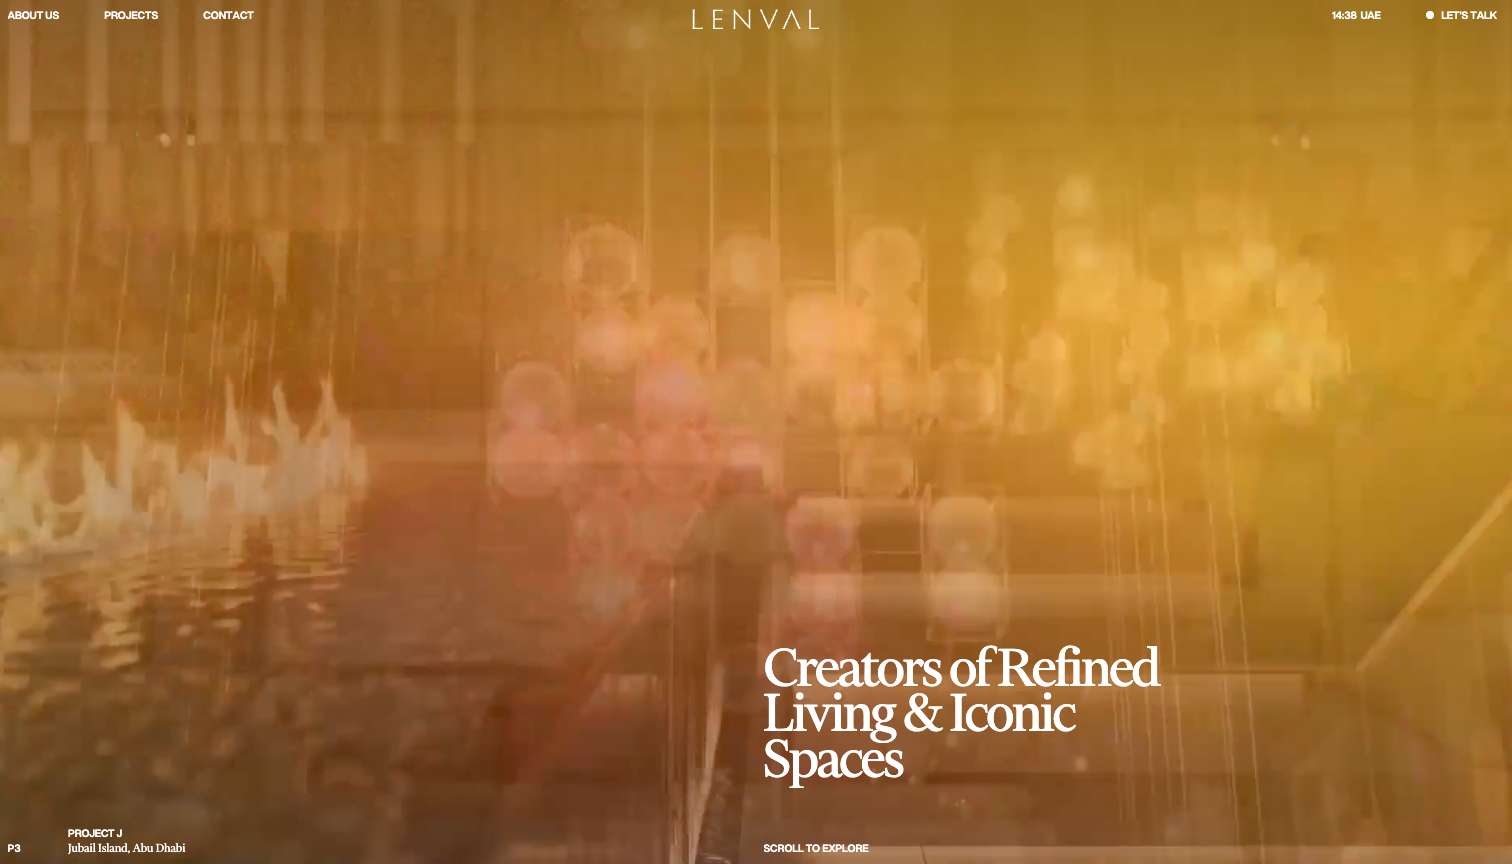 ABOUT US
PROJECTS
CONTACT
LENVAL
14:38 UAE
LET'S TALK
Creators of Refined
Living & Iconic
Spaces
PROJECT J
P3
Jubail Island, Abu Dhabi
SCROLL TO EXPLORE